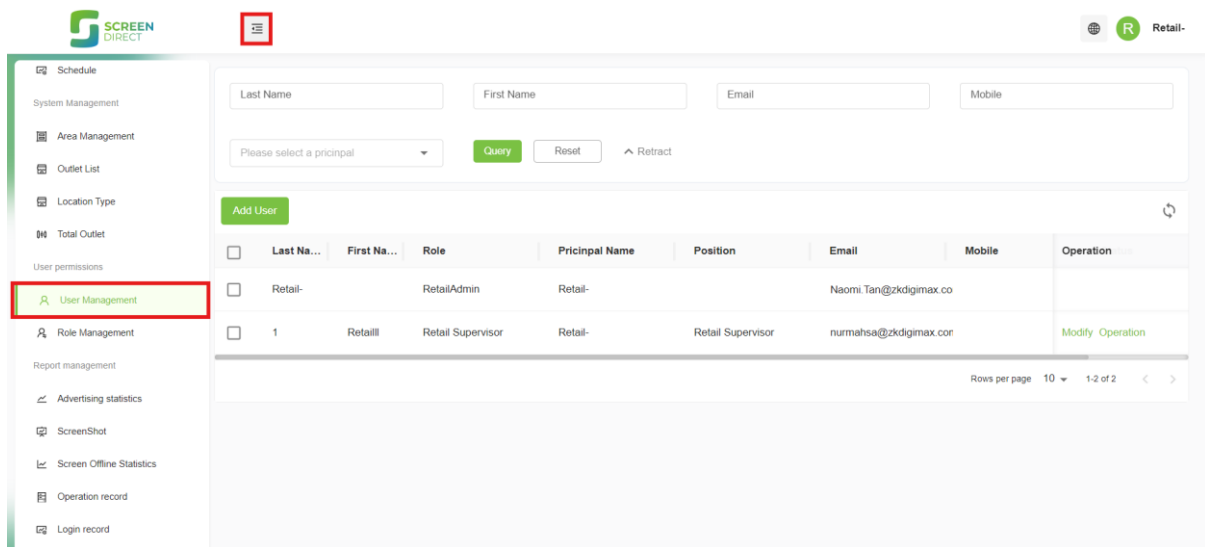 SCREEN
DIRECT
R
Retail-
Schedule
System Management
Area Management
Outlet List
Location Type
Total Outlet
User permissions
User Management
Role Management
Report management
Advertising statistics
ScreenShot
Screen Offline Statistics
Operation record
Login record
Last Name First Name Email Mobile
Please select a pricinpal Query Reset Retract
Add User
Last Na... First Na... Role Pricinpal Name Position Email Mobile Operation
Retail- RetailAdmin Retail- Naomi.Tan@zkdigimax.co
1 Retailll Retail Supervisor Retail- Retail Supervisor nurmahsa@zkdigimax.com Modify Operation
Rows per page 10 1-2 of 2